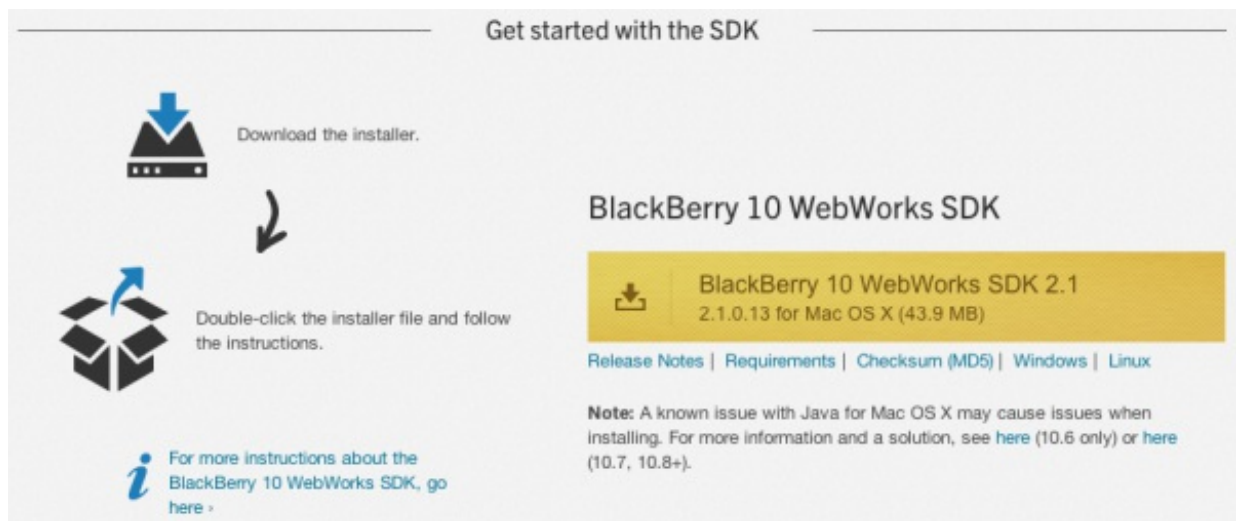 Get started with the SDK
Download the installer.
Double-click the installer file and follow
the instructions.
For more instructions about the
BlackBerry 10 WebWorks SDK, go
here ›
BlackBerry 10 WebWorks SDK
BlackBerry 10 WebWorks SDK 2.1
2.1.0.13 for Mac OS X (43.9 MB)
Release Notes | Requirements | Checksum (MD5) | Windows | Linux
Note: A known issue with Java for Mac OS X may cause issues when
installing. For more information and a solution, see here (10.6 only) or here
(10.7, 10.8+).